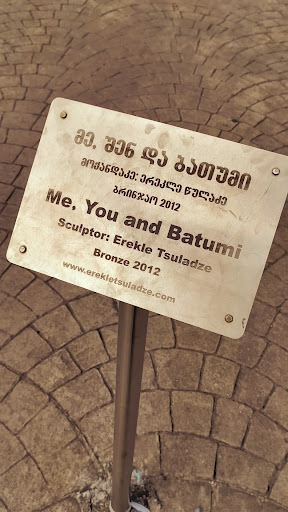 მე, შენ და ბათუმი
მოქანდაკე: ერეკლე წულაძე
ბრინჯაო 2012
Me, You and Batumi
Sculptor: Erekle Tsuladze
Bronze 2012
www.erekletsuladze.com